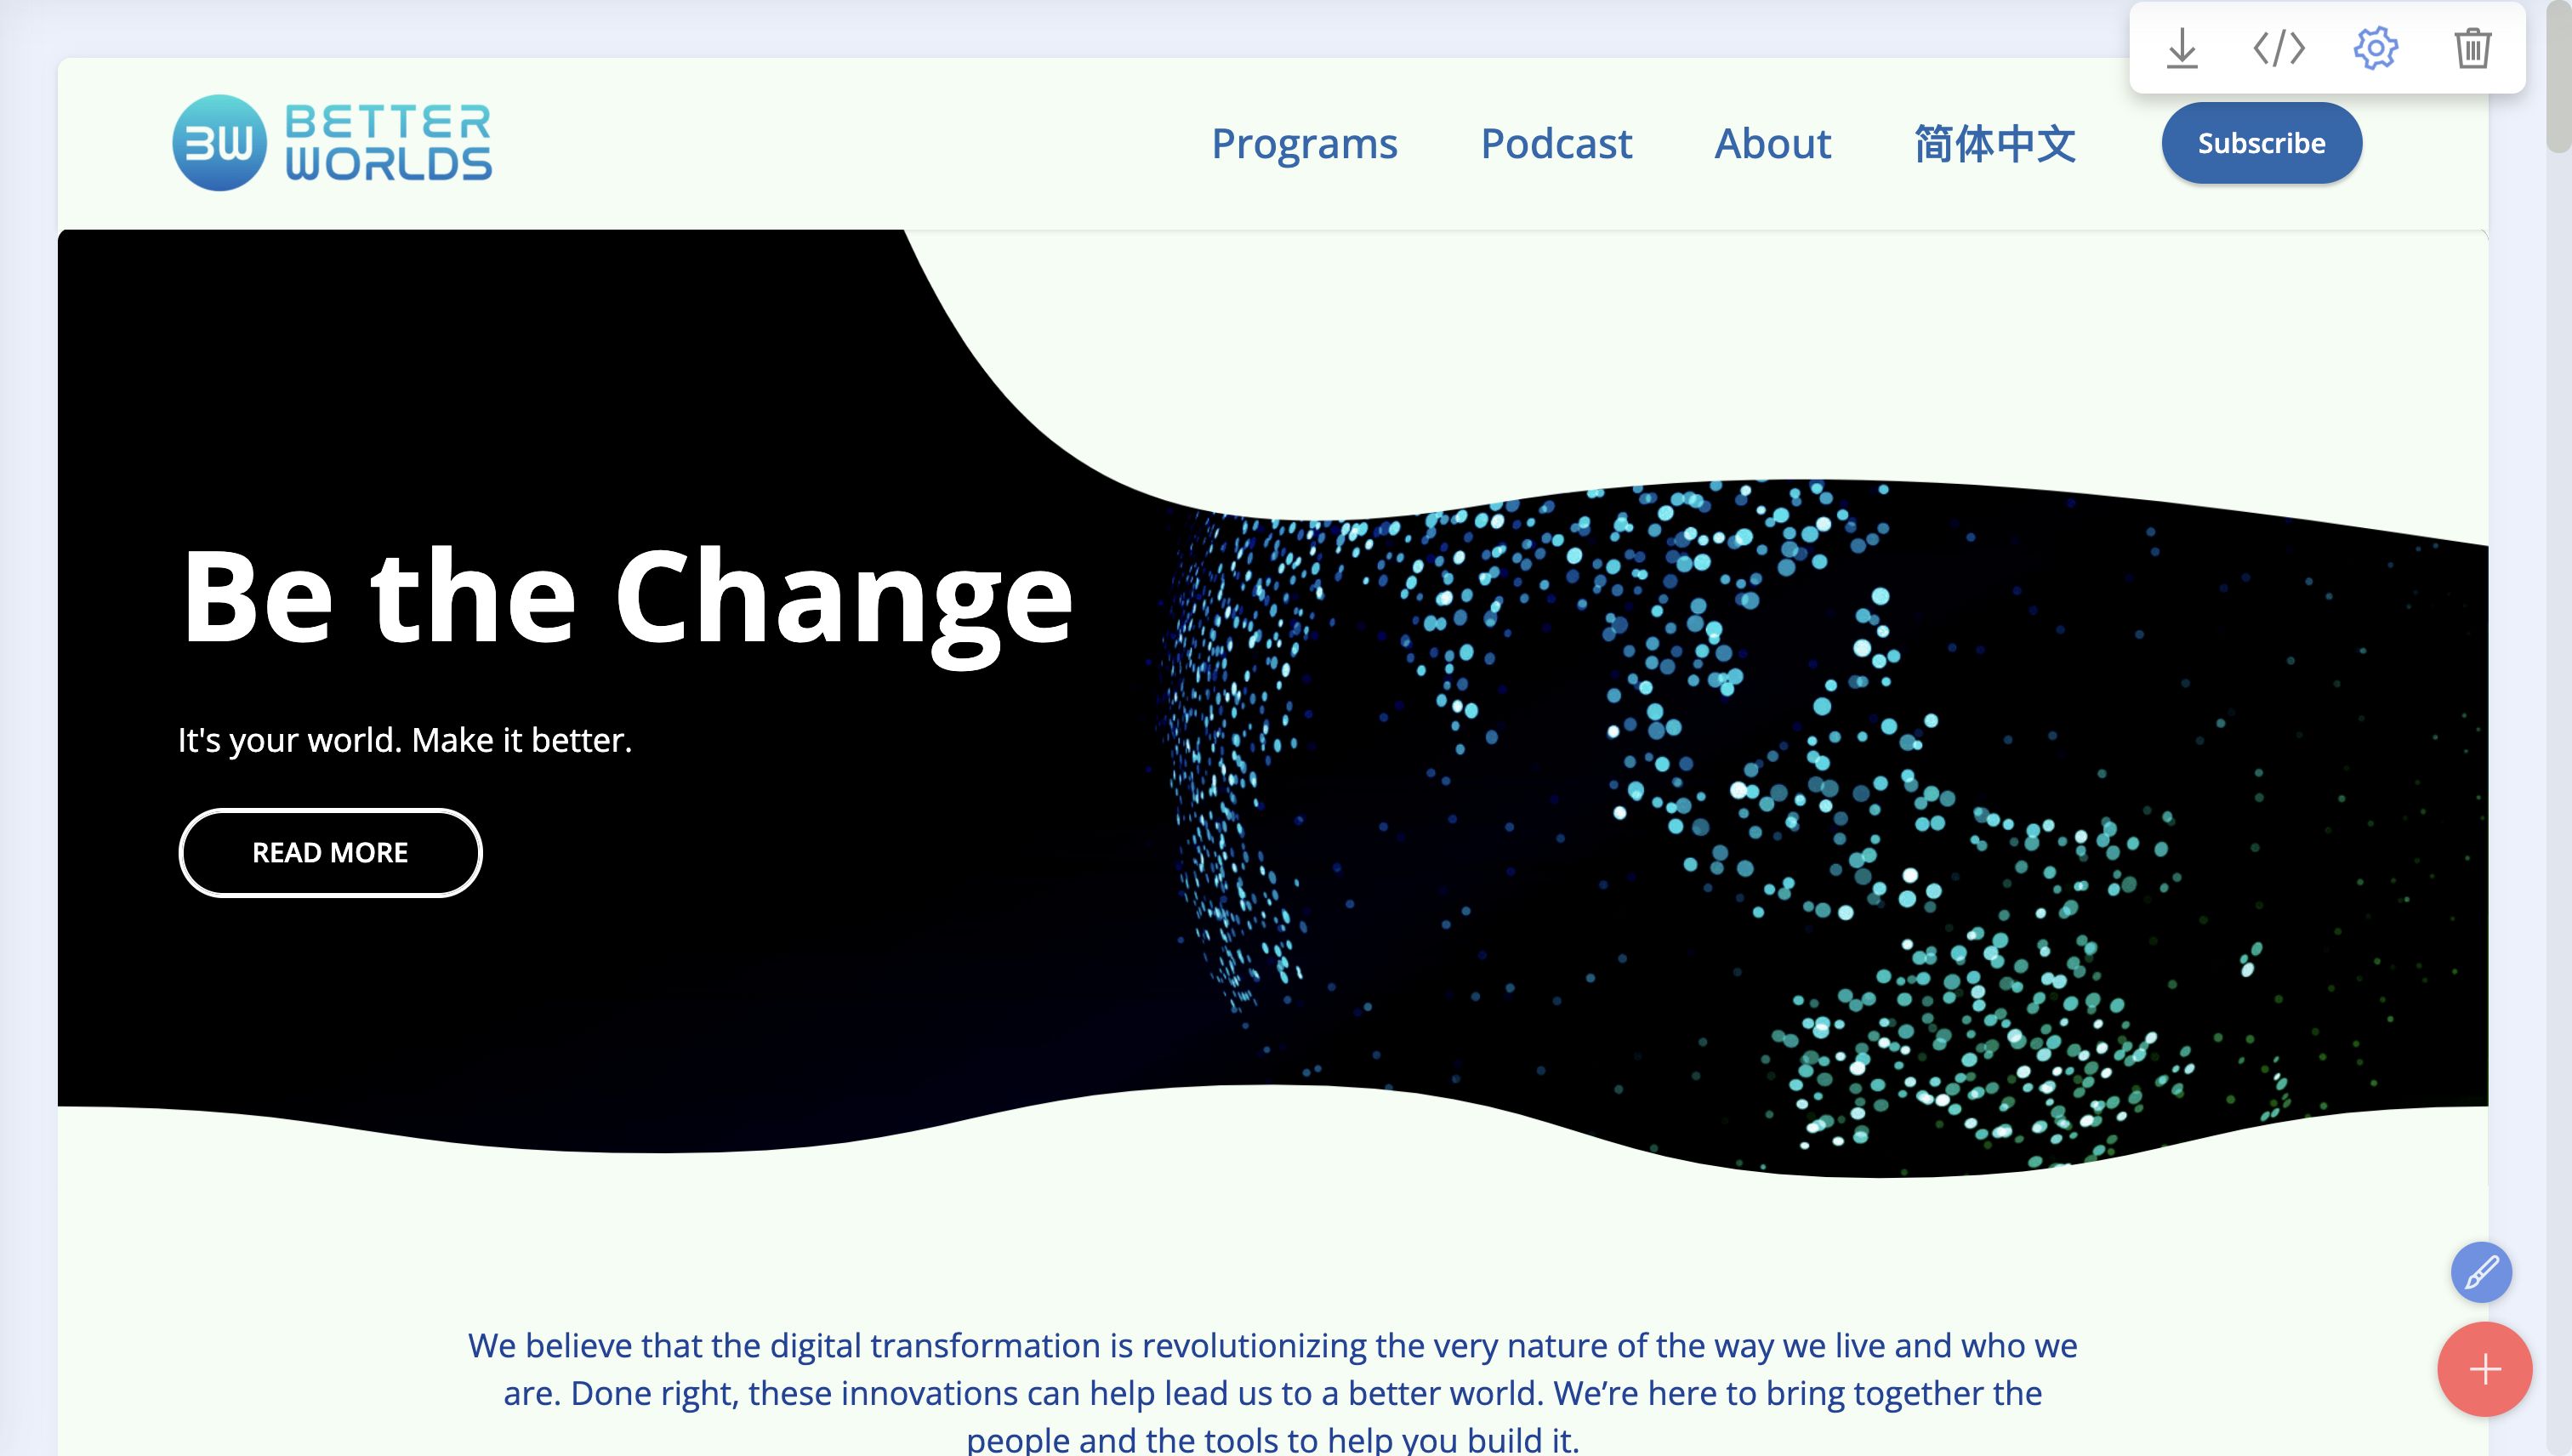 BW
BETTER
WORLDS
Programs
Podcast
About
简体中文
Subscribe
Be the Change
It's your world. Make it better.
READ MORE
We believe that the digital transformation is revolutionizing the very nature of the way we live and who we
are. Done right, these innovations can help lead us to a better world. We’re here to bring together the
people and the tools to help you build it.